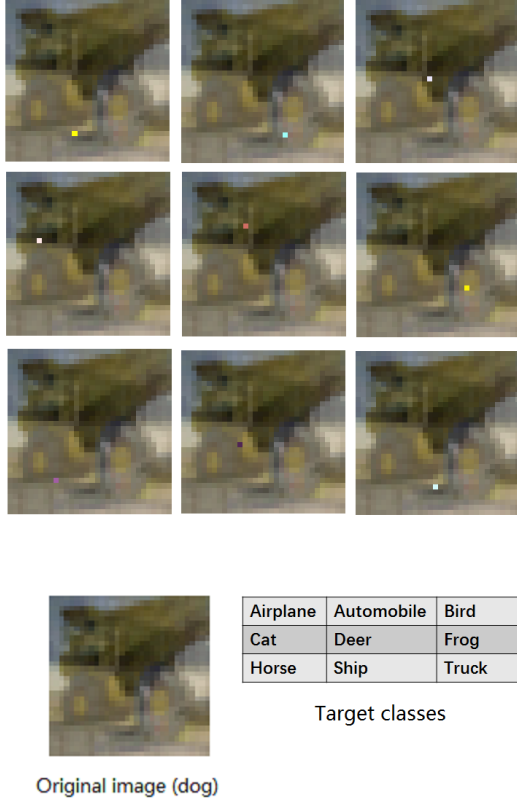 Airplane Automobile Bird
Cat Deer Frog
Horse Ship Truck
Target classes
Original image (dog)